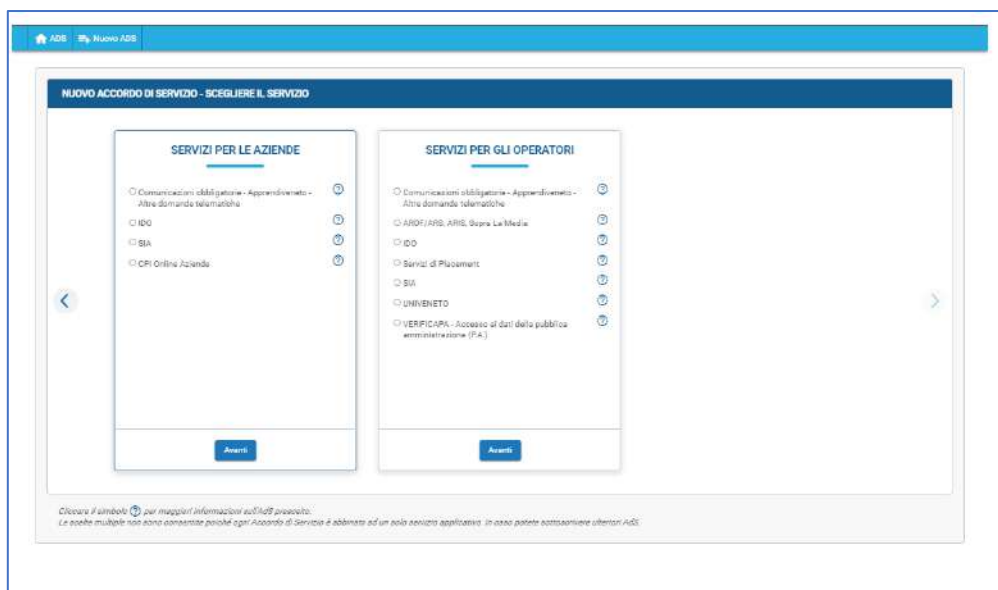 ADS Nuovo ADS
NUOVO ACCORDO DI SERVIZIO - SCEGLIERE IL SERVIZIO
SERVIZI PER LE AZIENDE
Comunicazioni obbligatorie - Apprendiveneto -
Altre domande telematiche
IDO
SIA
CPI Online Aziende
Avanti
SERVIZI PER GLI OPERATORI
Comunicazioni obbligatorie - Apprendiveneto -
Altre domande telematiche
ARDF/ARS, ARIS, Sopra La Media
IDO
Servizi di Placement
SIA
UNIVENETO
VERIFICAPA - Accesso ai dati della pubblica
amministrazione (P.A.)
Avanti
Cliccare il simbolo ? per maggiori informazioni sull'AdS prescelto.
Le scelte multiple non sono consentite poiché ogni Accordo di Servizio è abbinato ad un solo servizio applicativo. In caso potete sottoscrivere ulteriori AdS.